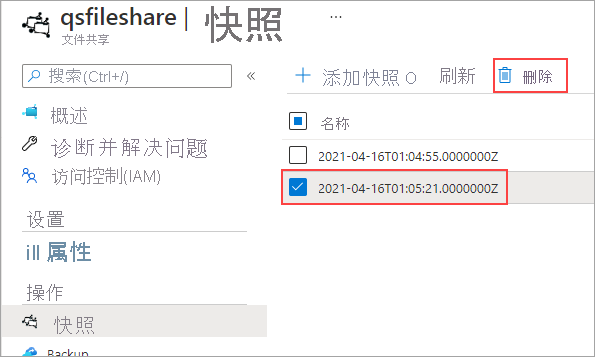 qsfileshare | 快照 ...
文件共享
搜索(Ctrl+/) «
添加快照 刷新 删除
概述
诊断并解决问题
访问控制(IAM)
设置
ill 属性
操作
快照
Backup
名称
2021-04-16T01:04:55.0000000Z
2021-04-16T01:05:21.0000000Z